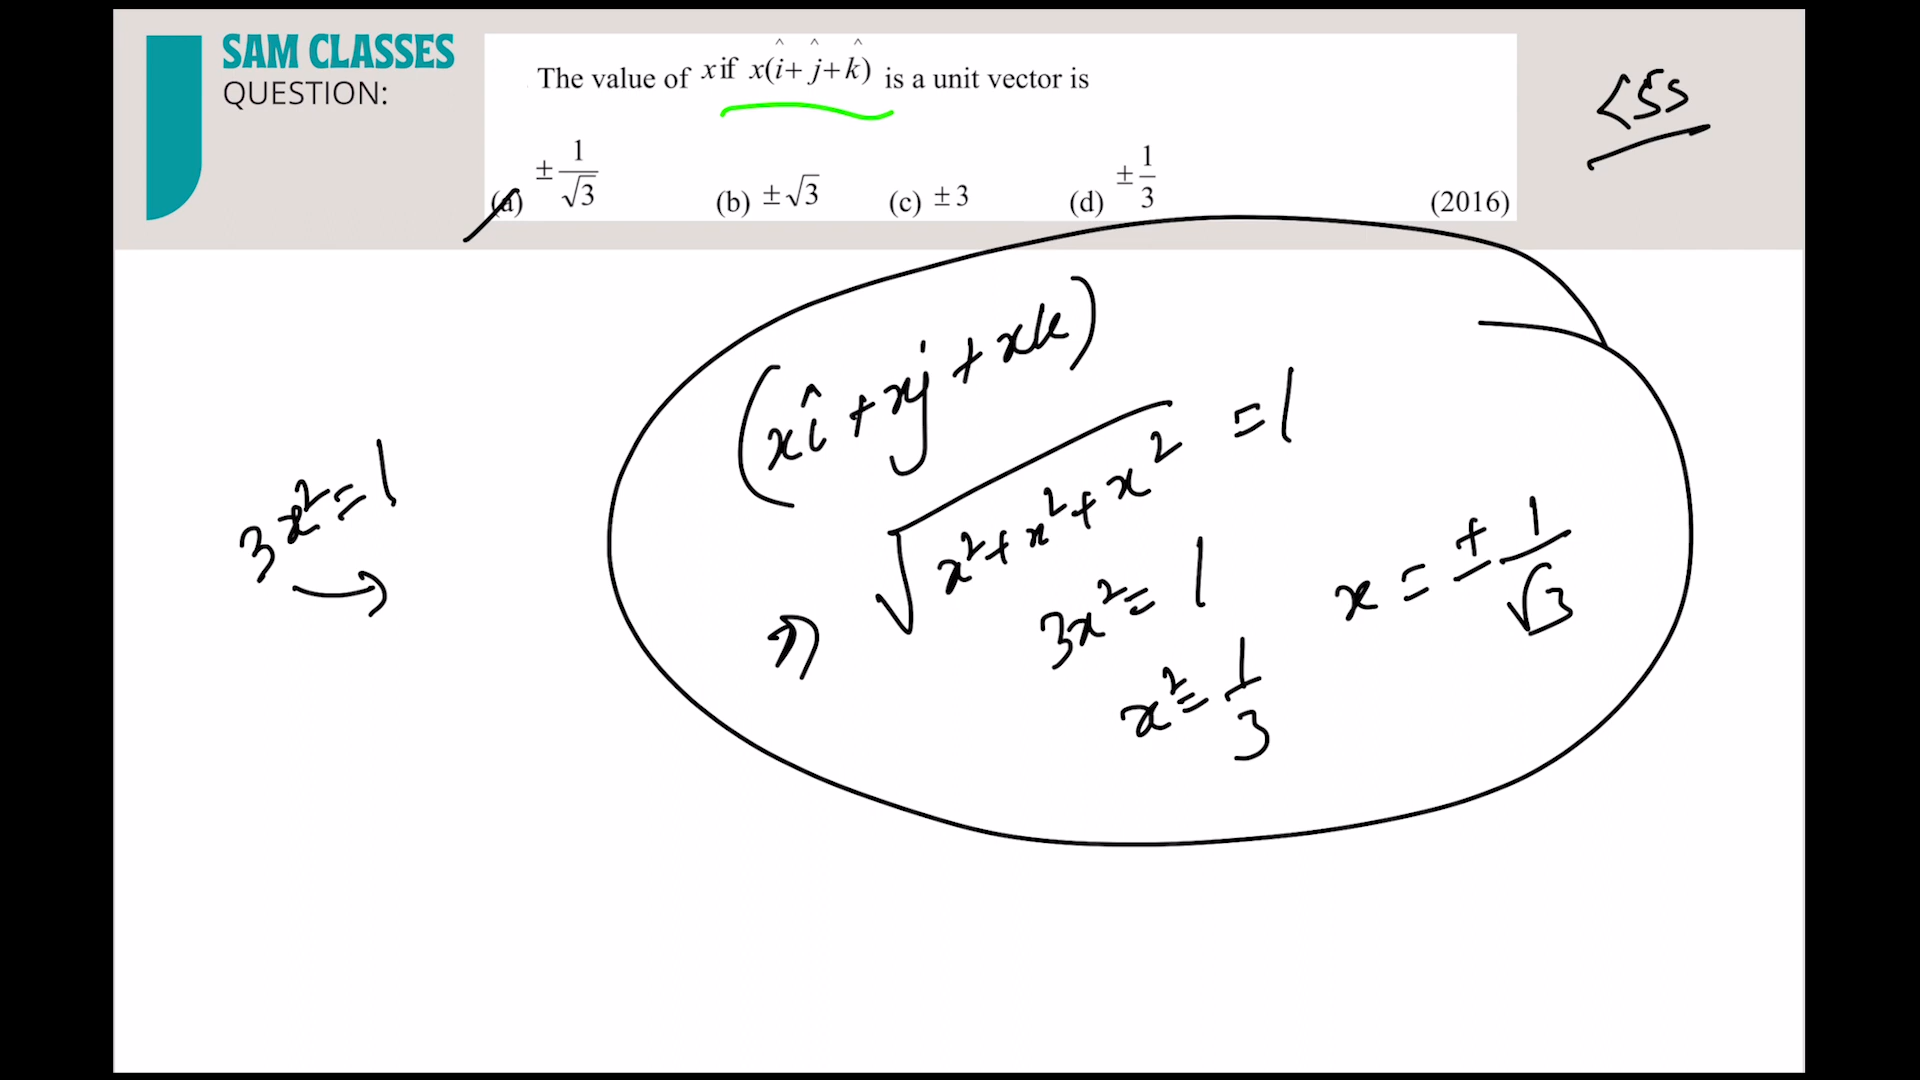 SAM CLASSES
QUESTION:
The value of x if x(î + ĵ + k̂) is a unit vector is
(a) ± 1/√3 (b) ±√3 (c) ±3 (d) ± 1/3 (2016)
<5s
(xî + xj + xk)
⇒ √x²+x²+x² = 1
3x² = 1
x² = 1/3
x = ± 1/√3
3x² = 1